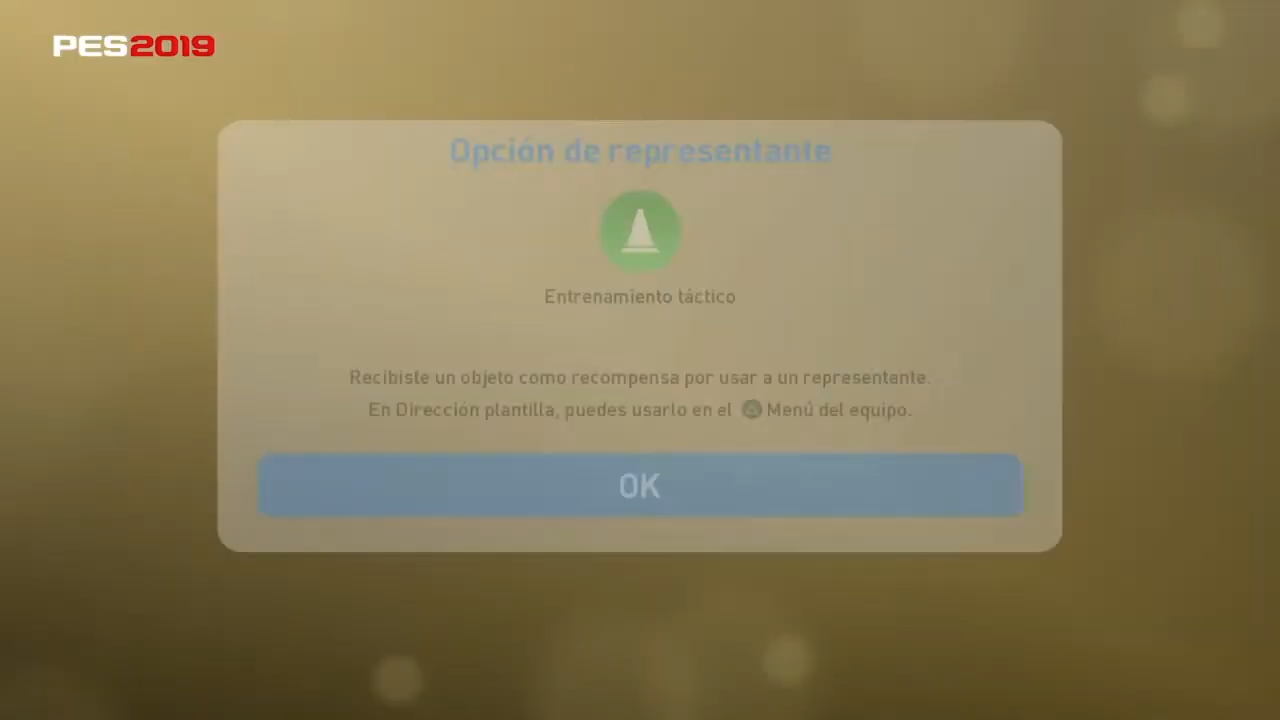 PES2019
Opción de representante
Entrenamiento táctico
Recibiste un objeto como recompensa por usar a un representante.
En Dirección plantilla, puedes usarlo en el Menú del equipo.
OK